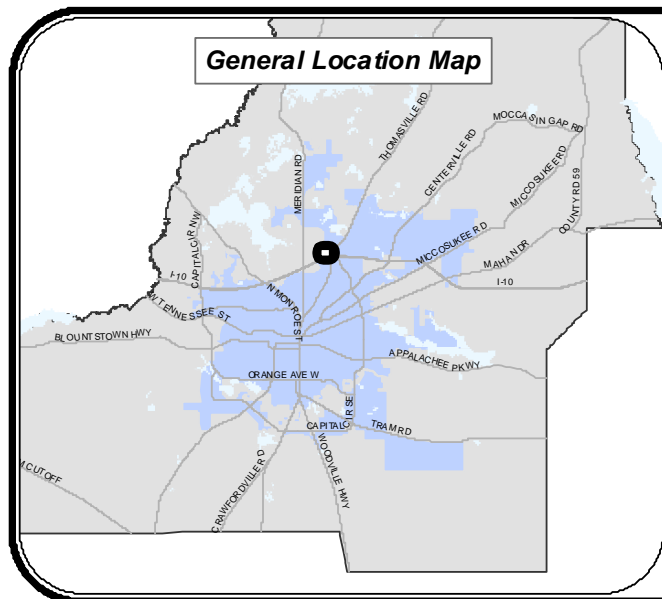 General Location Map
THOMASVILLE RD
MOCCASIN GAP RD
CENTERVILLE RD
MERIDIAN RD
MICCOSUKEE RD
COUNTY RD 59
CAPITAL CIR NW
MICCOSUKEE RD
MAHAN DR
I-10
I-10
N MONROE ST
W TENNESSEE ST
BLOUNTSTOWN HWY
APPALACHEE PKWY
ORANGE AVE W
CAPITAL CIR SE
TRAM RD
WOODVILLE HWY
CRAWFORDVILLE RD
CUTOFF